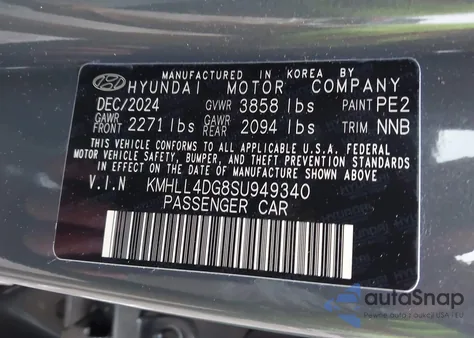 MANUFACTURED IN KOREA BY
HYUNDAI MOTOR COMPANY
DEC/2024 GVWR 3858 lbs PAINT PE2
GAWR FRONT 2271 lbs GAWR REAR 2094 lbs TRIM NNB
THIS VEHICLE CONFORMS TO ALL APPLICABLE U.S.A. FEDERAL
MOTOR VEHICLE SAFETY, BUMPER, AND THEFT PREVENTION STANDARDS
IN EFFECT ON THE DATE OF MANUFACTURE SHOWN ABOVE
V.I.N KMHLL4DG8SU949340
PASSENGER CAR
autoSnap